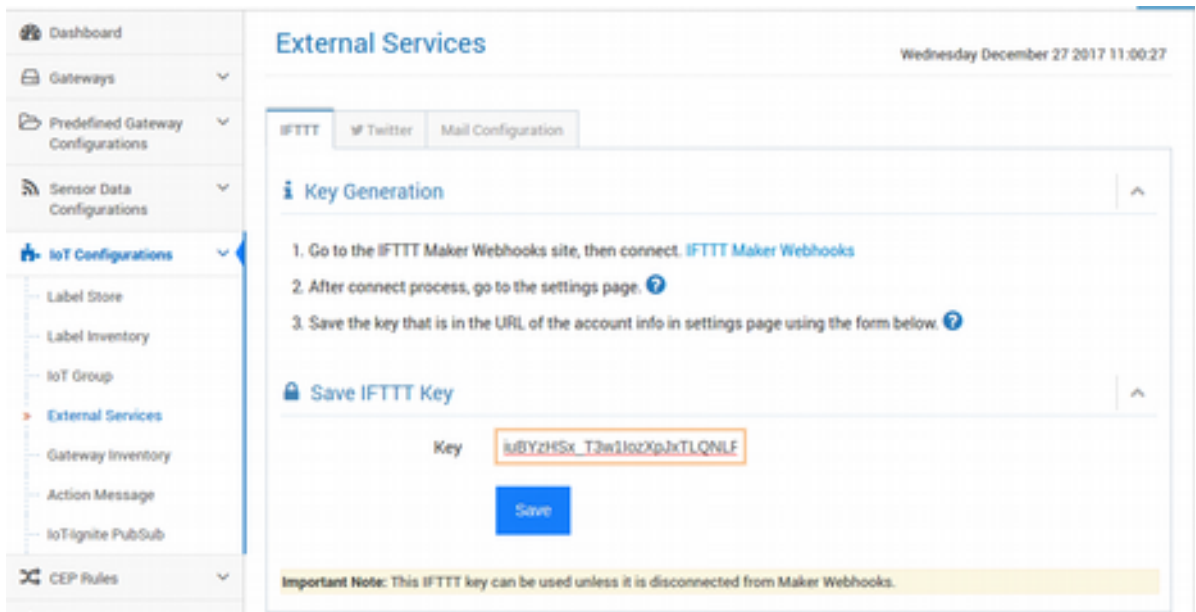 Dashboard
Gateways
Predefined Gateway
Configurations
Sensor Data
Configurations
IoT Configurations
Label Store
Label Inventory
IoT Group
External Services
Gateway Inventory
Action Message
IoT-Ignite PubSub
CEP Rules
External Services
Wednesday December 27 2017 11:00:27
IFTTT
Twitter
Mail Configuration
Key Generation
1. Go to the IFTTT Maker Webhooks site, then connect. IFTTT Maker Webhooks
2. After connect process, go to the settings page.
3. Save the key that is in the URL of the account info in settings page using the form below.
Save IFTTT Key
Key
Save
Important Note: This IFTTT key can be used unless it is disconnected from Maker Webhooks.